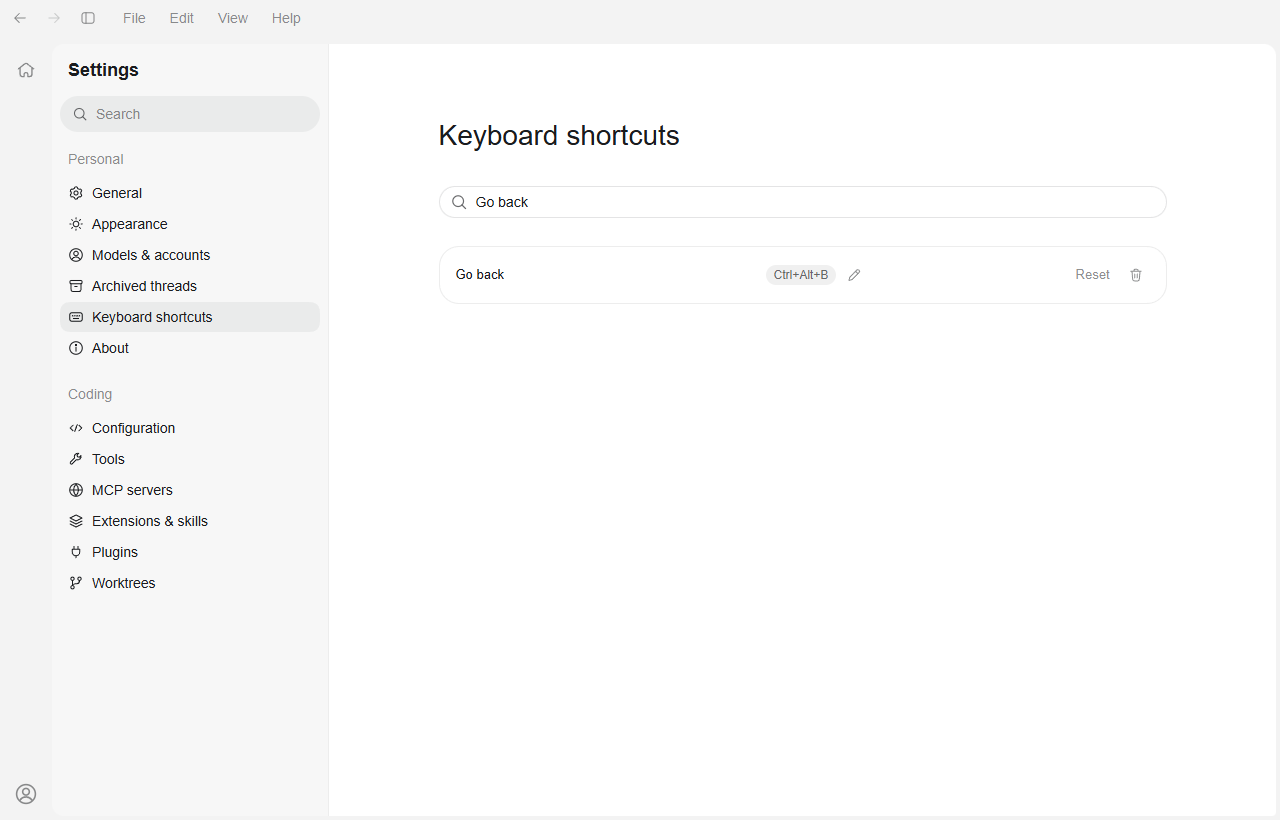 File Edit View Help
Settings
Search
Personal
General
Appearance
Models & accounts
Archived threads
Keyboard shortcuts
About
Coding
Configuration
Tools
MCP servers
Extensions & skills
Plugins
Worktrees
Keyboard shortcuts
Go back
Go back Ctrl+Alt+B Reset